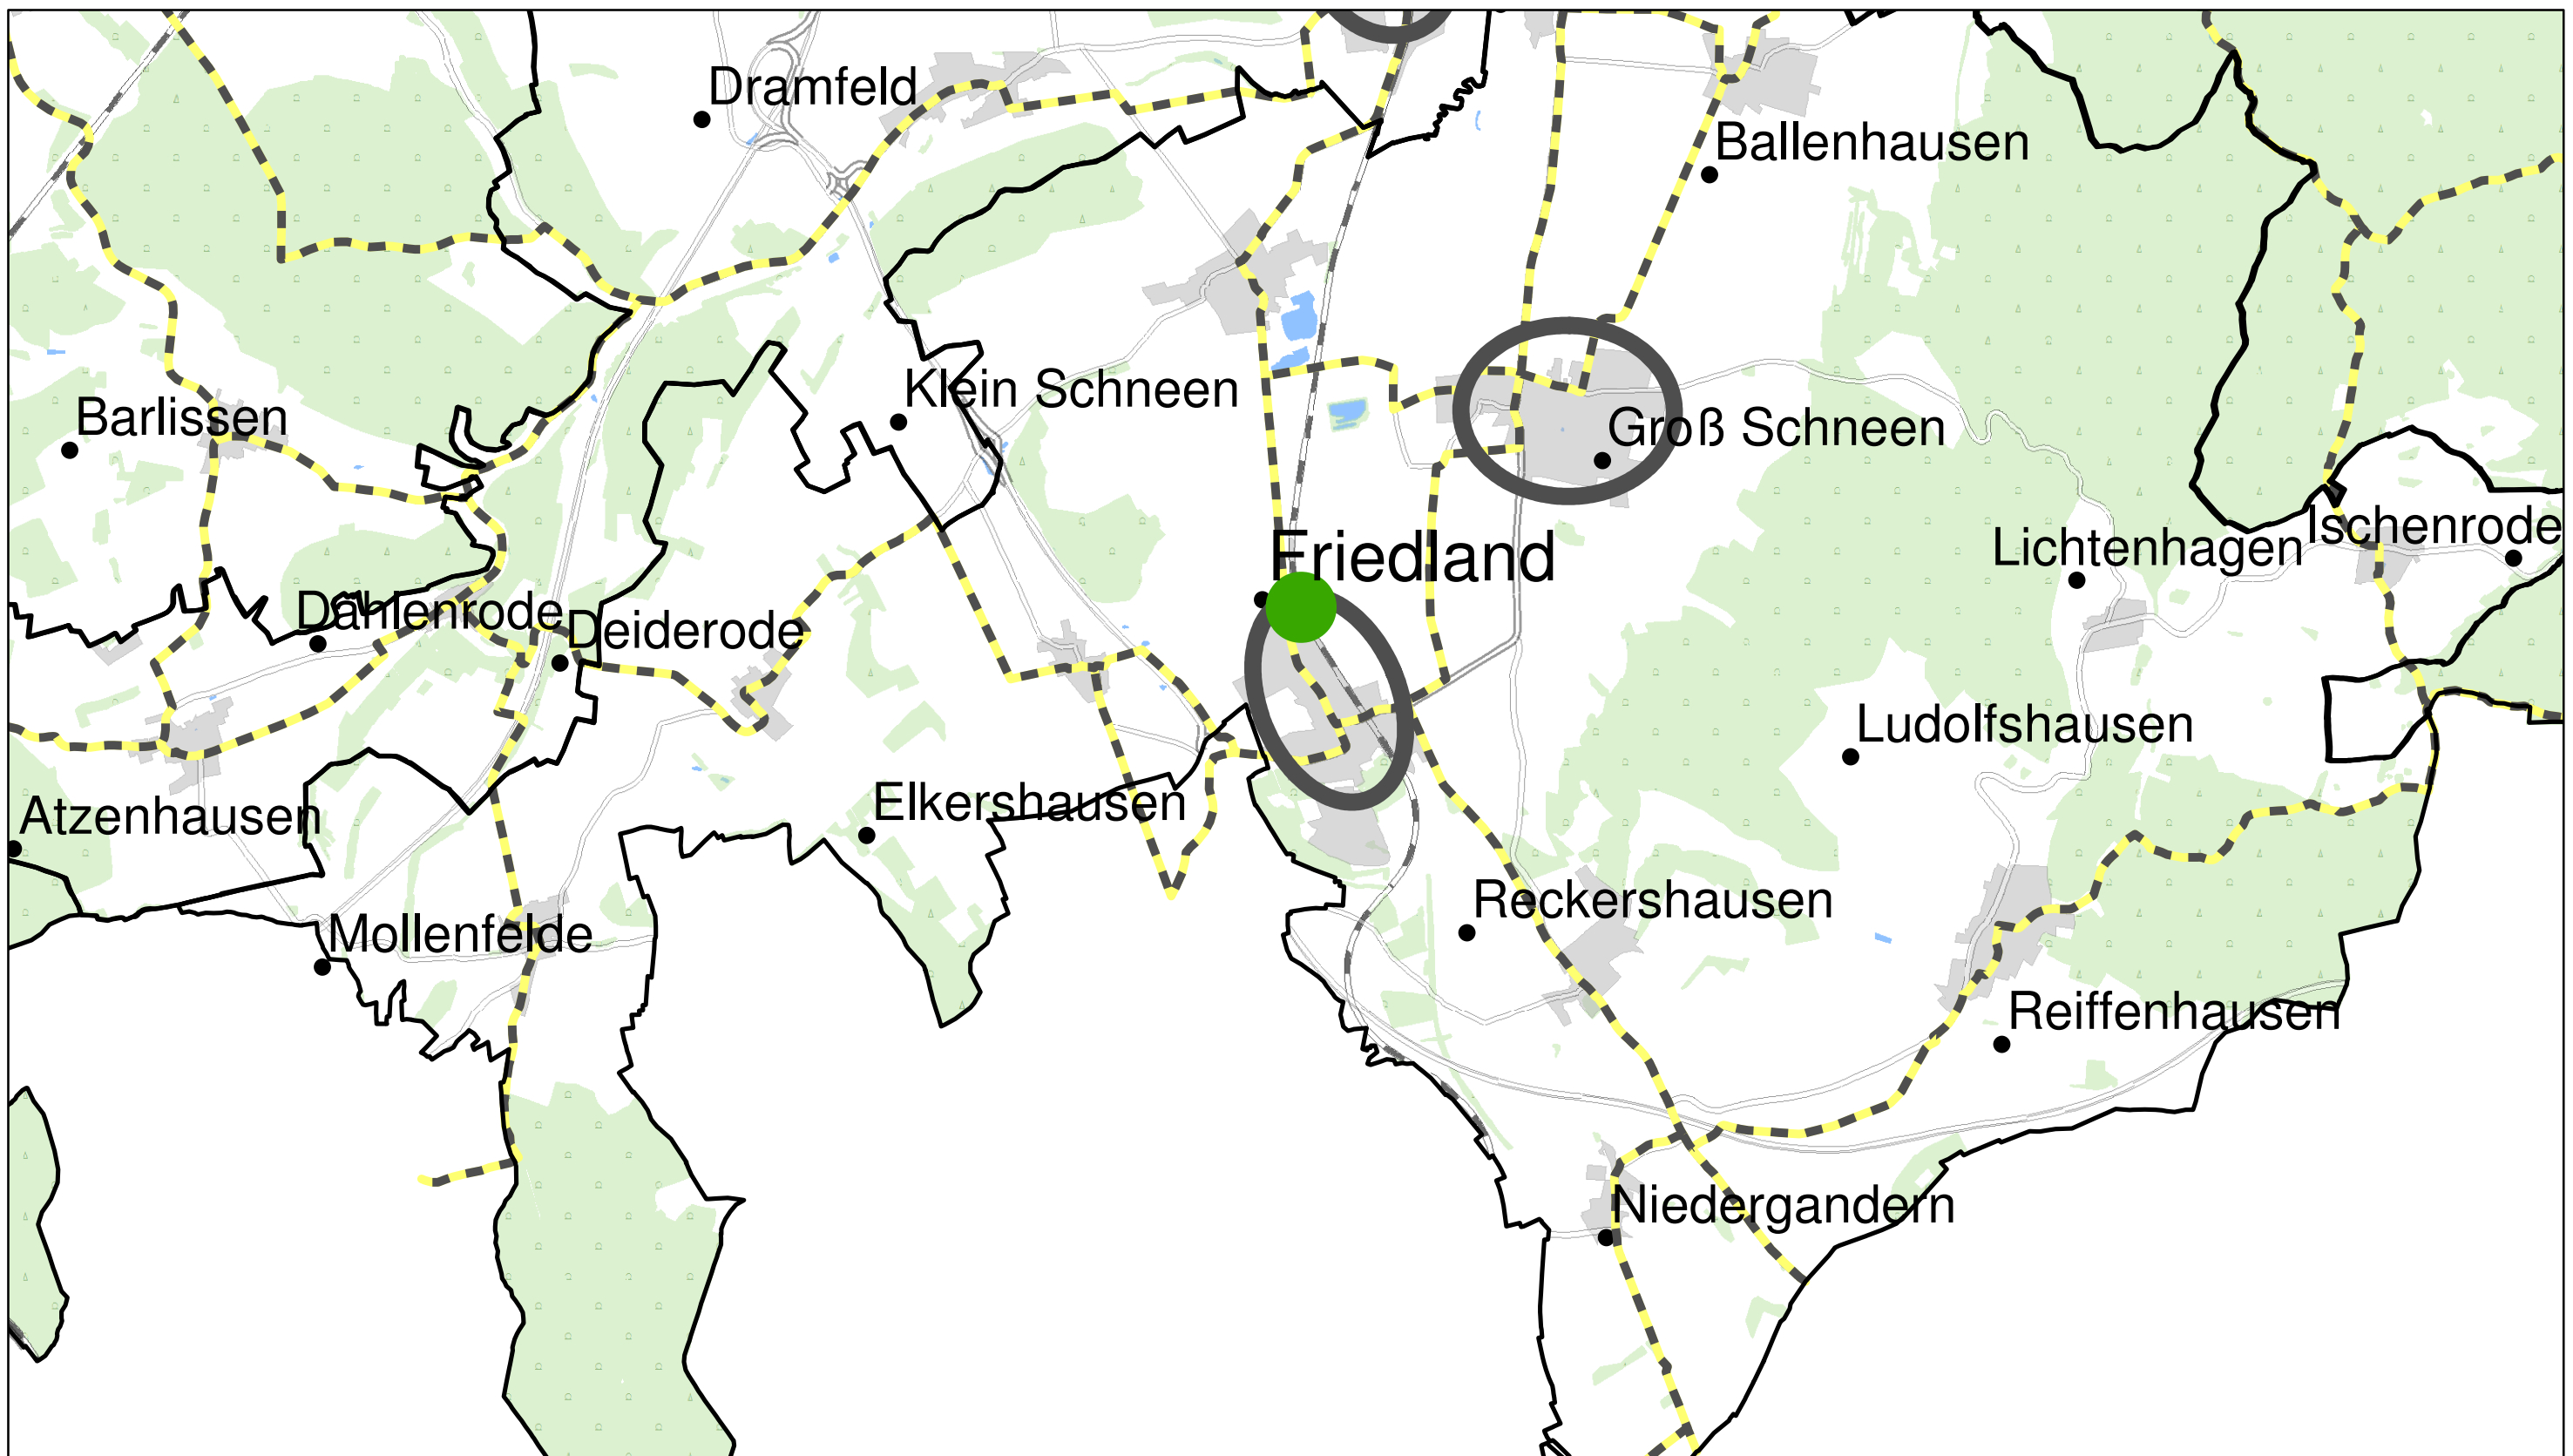 Dramfeld
Ballenhausen
Klein Schneen
Barlissen
Groß Schneen
Ischenrode
Lichtenhagen
Friedland
Dahlenrode
Deiderode
Ludolfshausen
Elkershausen
Atzenhausen
Reckershausen
Mollenfelde
Reiffenhausen
Niedergandern